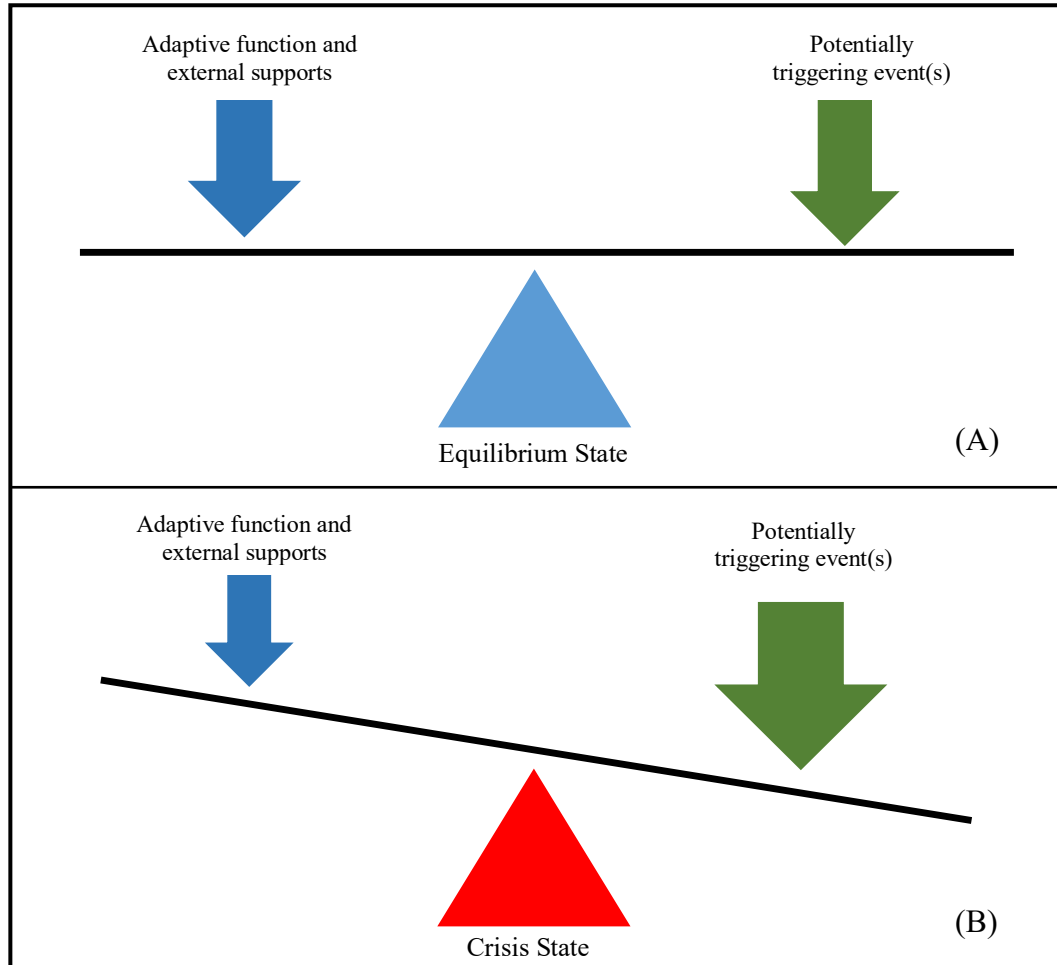 Adaptive function and
external supports
Potentially
triggering event(s)
Equilibrium State
(A)
Adaptive function and
external supports
Potentially
triggering event(s)
Crisis State
(B)